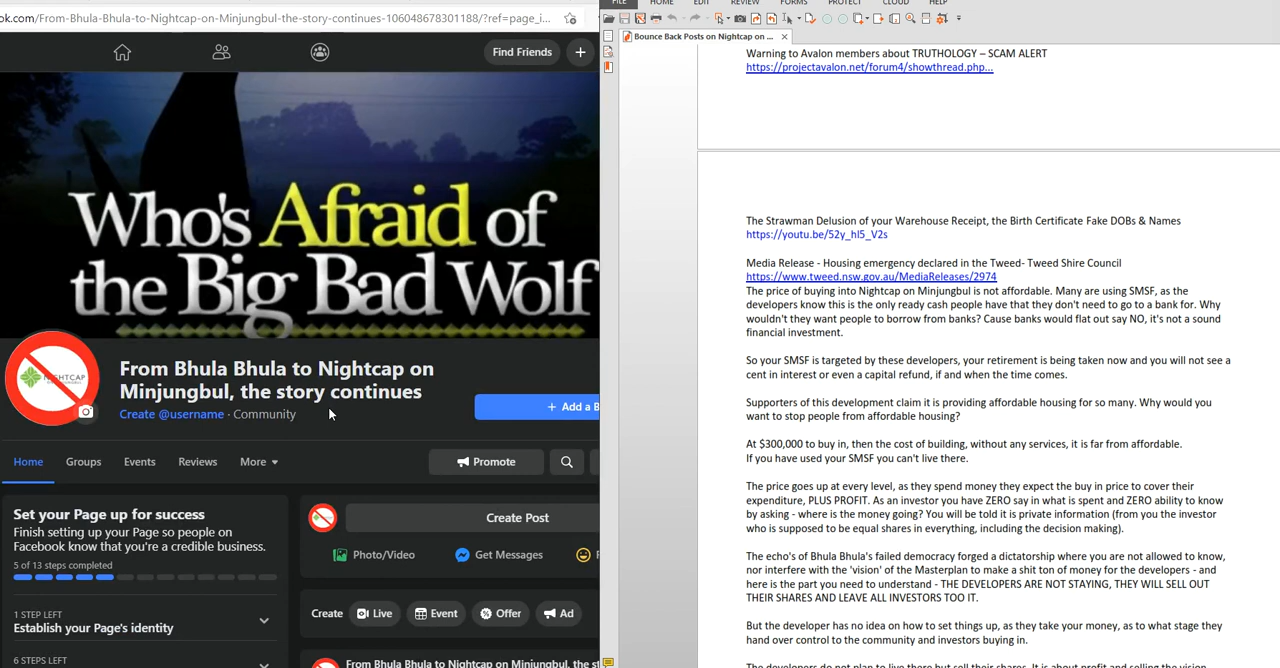 k.com/From-Bhula-Bhula-to-Nightcap-on-Minjungbul-the-story-continues-106048678301188/?ref=page_i...
Find Friends
Who's Afraid of
the Big Bad Wolf
NIGHTCAP
From Bhula Bhula to Nightcap on
Minjungbul, the story continues
Create @username · Community
+ Add a B
Home
Groups
Events
Reviews
More
Promote
Set your Page up for success
Finish setting up your Page so people on
Facebook know that you're a credible business.
5 of 13 steps completed
1 STEP LEFT
Establish your Page's identity
6 STEPS LEFT
Create Post
Photo/Video
Get Messages
Create
Live
Event
Offer
Ad
From Bhula Bhula to Nightcap on Minjungbul, the st
FILE
HOME
EDIT
REVIEW
FORMS
PROTECT
CLOUD
HELP
Bounce Back Posts on Nightcap on ...
Warning to Avalon members about TRUTHOLOGY – SCAM ALERT
https://projectavalon.net/forum4/showthread.php...
The Strawman Delusion of your Warehouse Receipt, the Birth Certificate Fake DOBs & Names
https://youtu.be/52y_hl5_V2s
Media Release - Housing emergency declared in the Tweed- Tweed Shire Council
https://www.tweed.nsw.gov.au/MediaReleases/2974
The price of buying into Nightcap on Minjungbul is not affordable. Many are using SMSF, as the
developers know this is the only ready cash people have that they don't need to go to a bank for. Why
wouldn't they want people to borrow from banks? Cause banks would flat out say NO, it's not a sound
financial investment.
So your SMSF is targeted by these developers, your retirement is being taken now and you will not see a
cent in interest or even a capital refund, if and when the time comes.
Supporters of this development claim it is providing affordable housing for so many. Why would you
want to stop people from affordable housing?
At $300,000 to buy in, then the cost of building, without any services, it is far from affordable.
If you have used your SMSF you can't live there.
The price goes up at every level, as they spend money they expect the buy in price to cover their
expenditure, PLUS PROFIT. As an investor you have ZERO say in what is spent and ZERO ability to know
by asking - where is the money going? You will be told it is private information (from you the investor
who is supposed to be equal shares in everything, including the decision making).
The echo's of Bhula Bhula's failed democracy forged a dictatorship where you are not allowed to know,
nor interfere with the 'vision' of the Masterplan to make a shit ton of money for the developers - and
here is the part you need to understand - THE DEVELOPERS ARE NOT STAYING, THEY WILL SELL OUT
THEIR SHARES AND LEAVE ALL INVESTORS TOO IT.
But the developer has no idea on how to set things up, as they take your money, as to what stage they
hand over control to the community and investors buying in.
The developers do not plan to live there but sell their shares. It is about profit and selling the vision